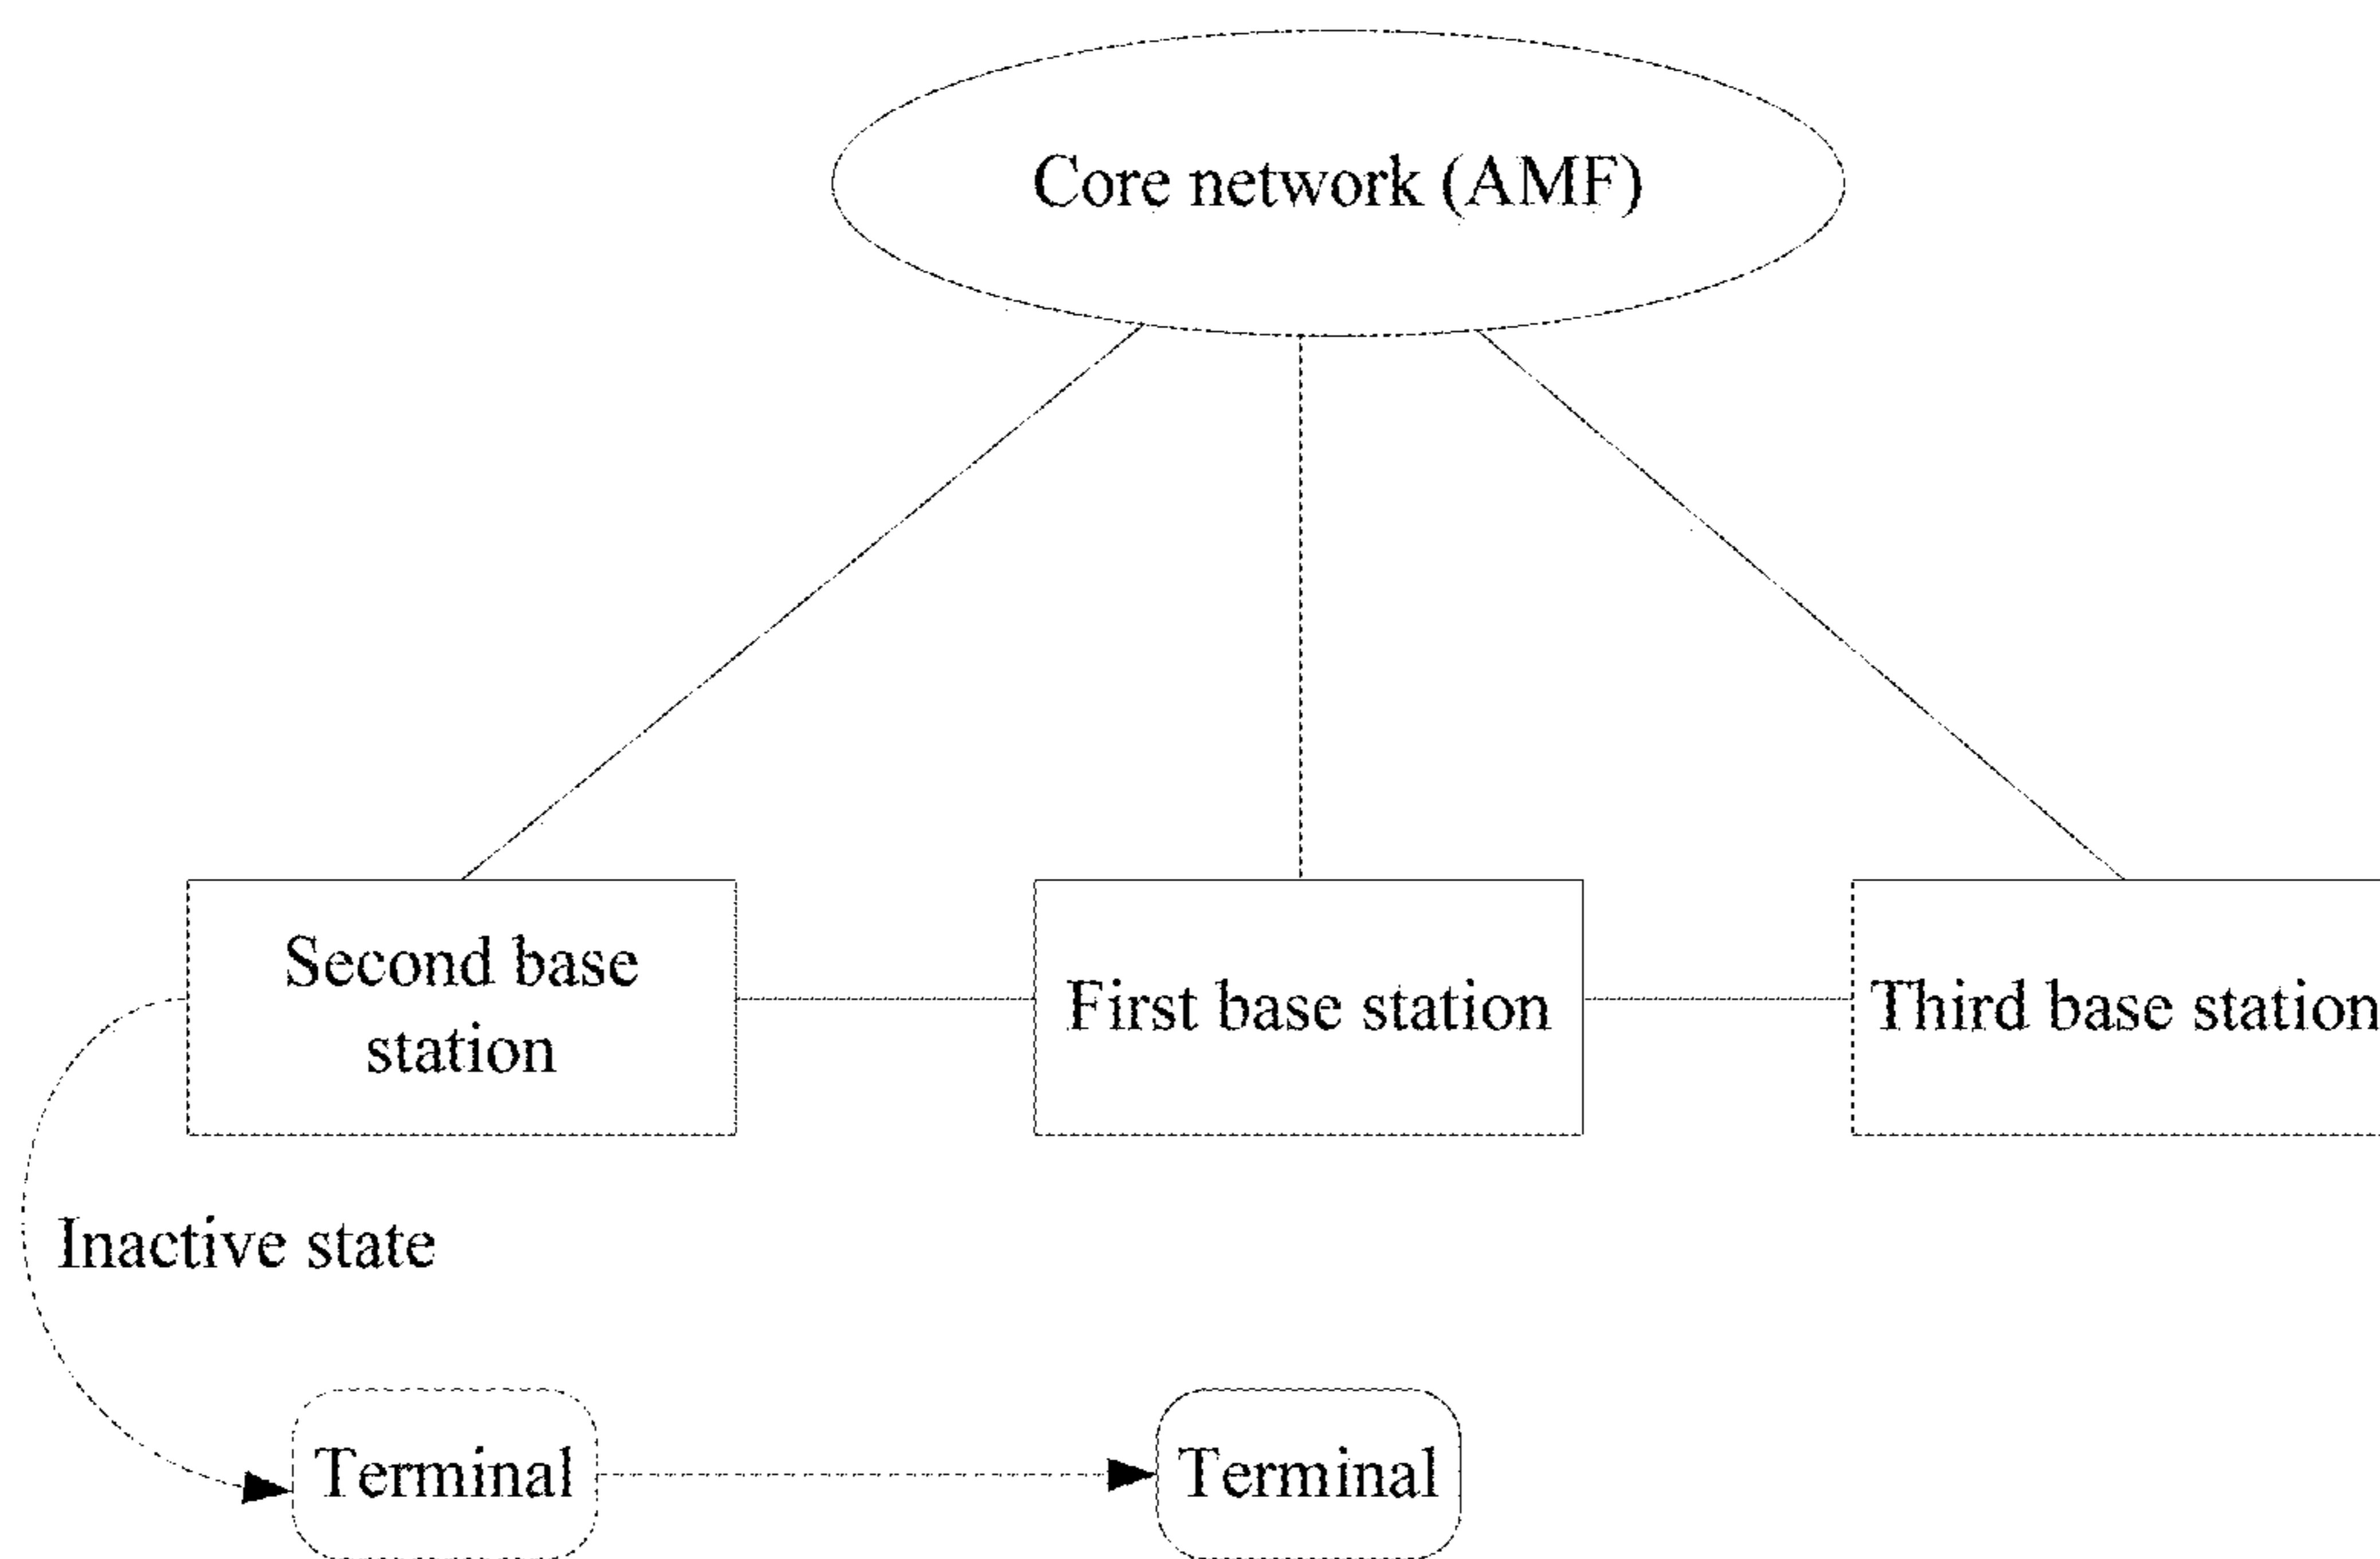 Core network (AMF)
Second base
station
First base station
Third base station
Inactive state
Terminal
Terminal